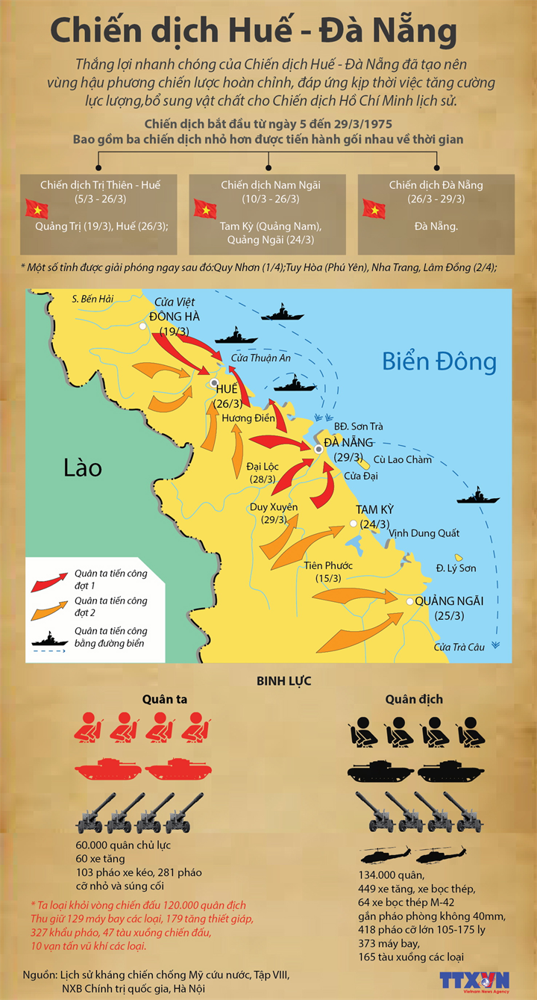 Chiến dịch Huế - Đà Nẵng
Thắng lợi nhanh chóng của Chiến dịch Huế - Đà Nẵng đã tạo nên
vùng hậu phương chiến lược hoàn chỉnh, đáp ứng kịp thời việc tăng cường
lực lượng,bổ sung vật chất cho Chiến dịch Hồ Chí Minh lịch sử.
Chiến dịch bắt đầu từ ngày 5 đến 29/3/1975
Bao gồm ba chiến dịch nhỏ hơn được tiến hành gối nhau về thời gian
Chiến dịch Trị Thiên - Huế
(5/3 - 26/3)
Quảng Trị (19/3), Huế (26/3);
Chiến dịch Nam Ngãi
(10/3 - 26/3)
Tam Kỳ (Quảng Nam),
Quảng Ngãi (24/3)
Chiến dịch Đà Nẵng
(26/3 - 29/3)
Đà Nẵng.
* Một số tỉnh được giải phóng ngay sau đó:Quy Nhơn (1/4);Tuy Hòa (Phú Yên), Nha Trang, Lâm Đồng (2/4);
S. Bến Hải
Cửa Việt
ĐÔNG HÀ
(19/3)
Cửa Thuận An
Biển Đông
HUẾ
(26/3)
Hương Điền
BĐ. Sơn Trà
ĐÀ NẴNG
(29/3)
Cù Lao Chàm
Cửa Đại
Lào
Đại Lộc
(28/3)
Duy Xuyên
(29/3)
TAM KỲ
(24/3)
Vịnh Dung Quất
Tiên Phước
(15/3)
Đ. Lý Sơn
QUẢNG NGÃI
(25/3)
Cửa Trà Câu
Quân ta tiến công
đợt 1
Quân ta tiến công
đợt 2
Quân ta tiến công
bằng đường biển
BINH LỰC
Quân ta
60.000 quân chủ lực
60 xe tăng
103 pháo xe kéo, 281 pháo
cỡ nhỏ và súng cối
* Ta loại khỏi vòng chiến đấu 120.000 quân địch
Thu giữ 129 máy bay các loại, 179 tăng thiết giáp,
327 khẩu pháo, 47 tàu xuồng chiến đấu,
10 vạn tấn vũ khí các loại.
Quân địch
134.000 quân,
449 xe tăng, xe bọc thép,
64 xe bọc thép M-42
gắn pháo phòng không 40mm,
418 pháo cỡ lớn 105-175 ly
373 máy bay,
165 tàu xuồng các loại
Nguồn: Lịch sử kháng chiến chống Mỹ cứu nước, Tập VIII,
NXB Chính trị quốc gia, Hà Nội
TTXVN
Vietnam News Agency